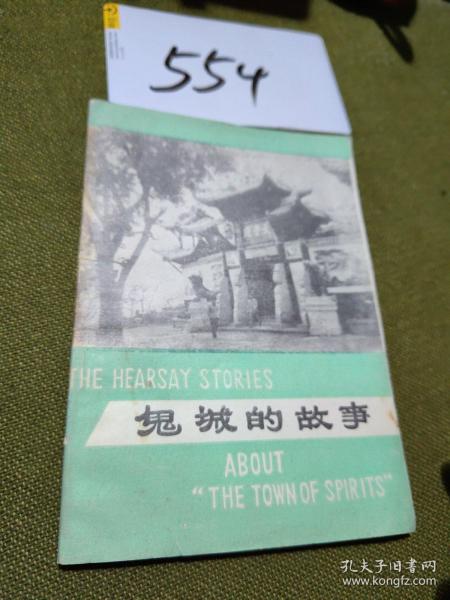 554
THE HEARSAY STORIES
鬼城的故事
ABOUT
"THE TOWN OF SPIRITS"
孔夫子旧书网
www.kongfz.com